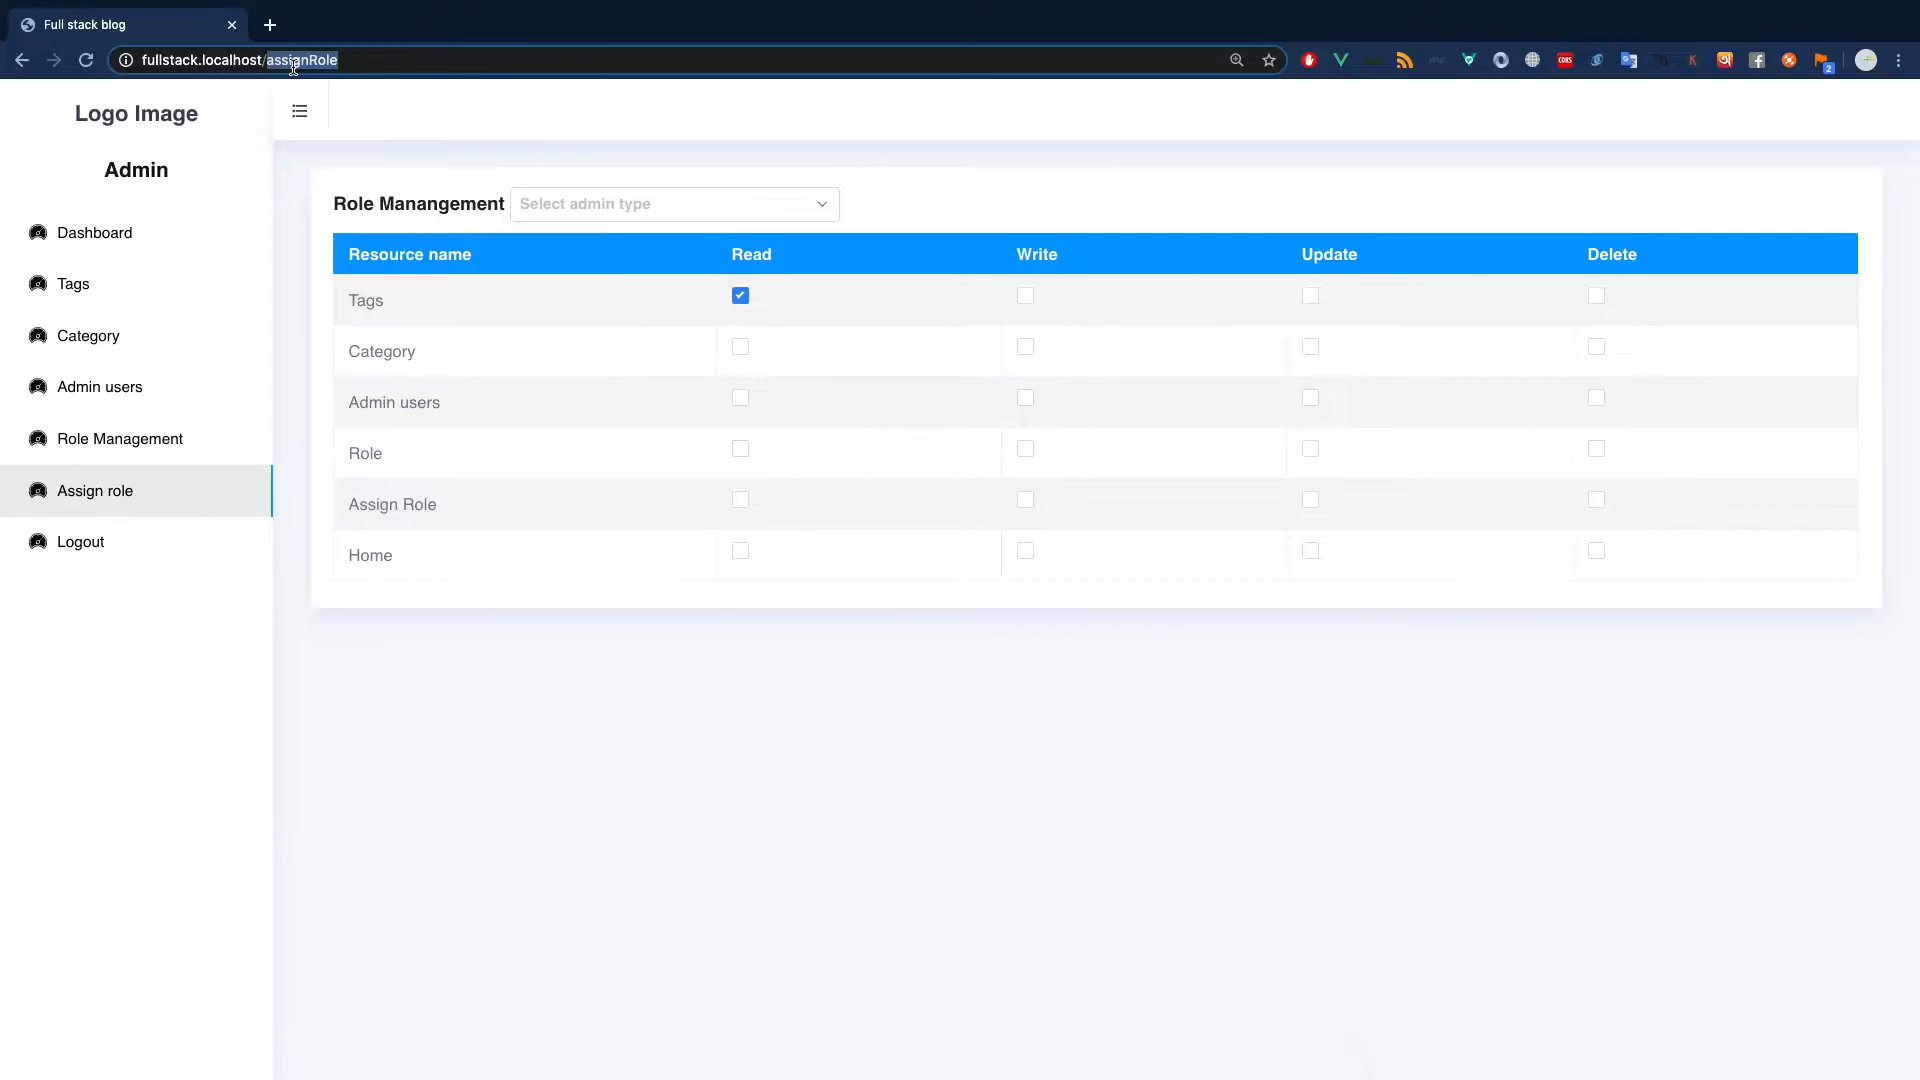 Full stack blog
fullstack.localhost/assignRole
Logo Image
Admin
Dashboard
Tags
Category
Admin users
Role Management
Assign role
Logout
Role Manangement Select admin type
Resource name Read Write Update Delete
Tags
Category
Admin users
Role
Assign Role
Home
CORS
K
2